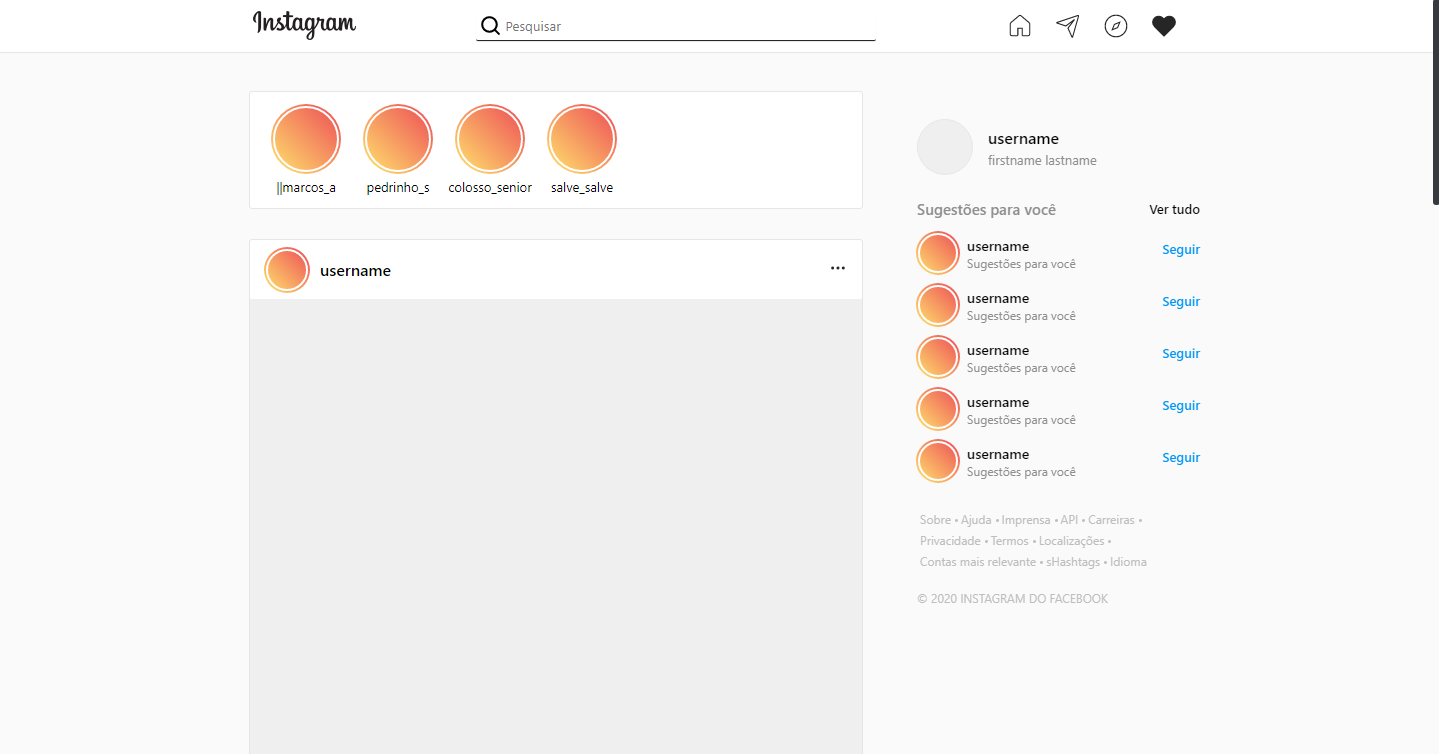 Instagram
Pesquisar
||marcos_a pedrinho_s colosso_senior salve_salve
username
username
firstname lastname
Sugestões para você Ver tudo
username
Sugestões para você
Seguir
username
Sugestões para você
Seguir
username
Sugestões para você
Seguir
username
Sugestões para você
Seguir
username
Sugestões para você
Seguir
Sobre • Ajuda • Imprensa • API • Carreiras •
Privacidade • Termos • Localizações •
Contas mais relevante • sHashtags • Idioma
© 2020 INSTAGRAM DO FACEBOOK